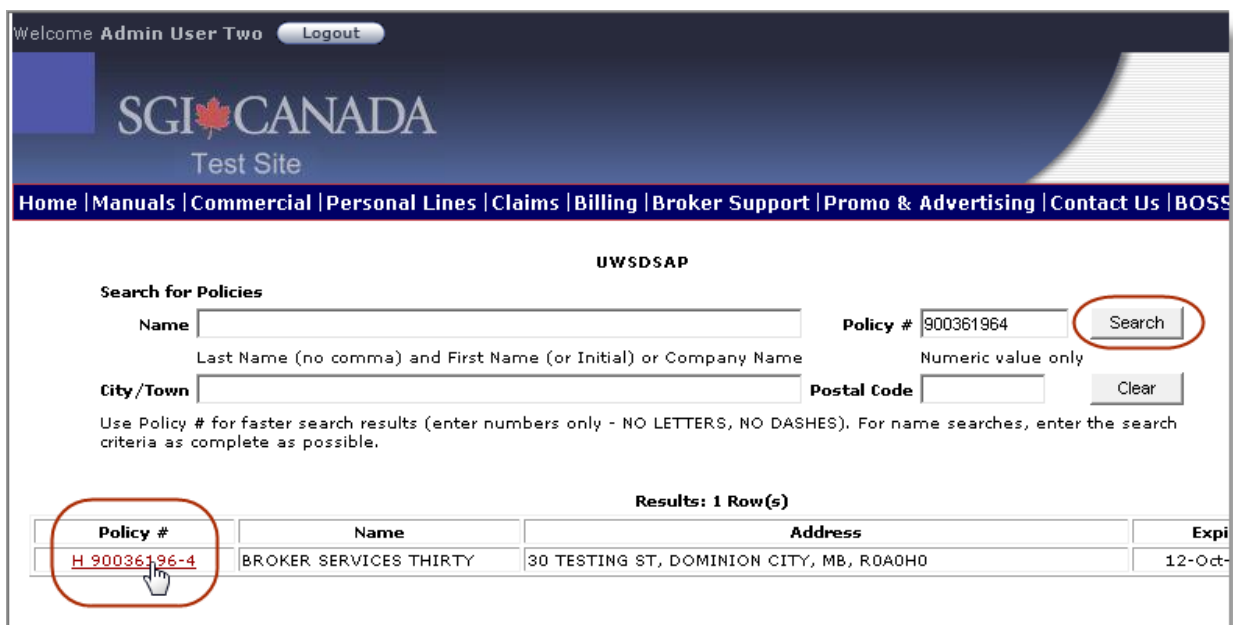 Welcome Admin User Two Logout
SGI CANADA
Test Site
Home |Manuals |Commercial |Personal Lines |Claims |Billing |Broker Support |Promo & Advertising |Contact Us |BOSS
UWSDSAP
Search for Policies
Name Policy # 900361964 Search
Last Name (no comma) and First Name (or Initial) or Company Name Numeric value only
City/Town Postal Code Clear
Use Policy # for faster search results (enter numbers only - NO LETTERS, NO DASHES). For name searches, enter the search
criteria as complete as possible.
Results: 1 Row(s)
Policy # Name Address Expi
H 90036196-4 BROKER SERVICES THIRTY 30 TESTING ST, DOMINION CITY, MB, R0A0H0 12-Oct-